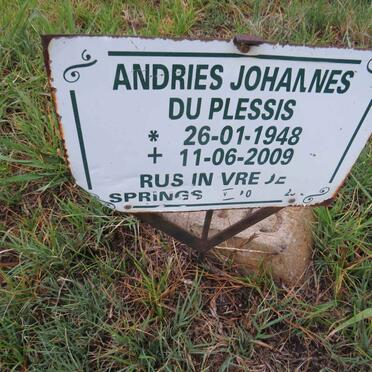 ANDRIES JOHANNES
DU PLESSIS
* 26-01-1948
+ 11-06-2009
RUS IN VREDE
SPRINGS